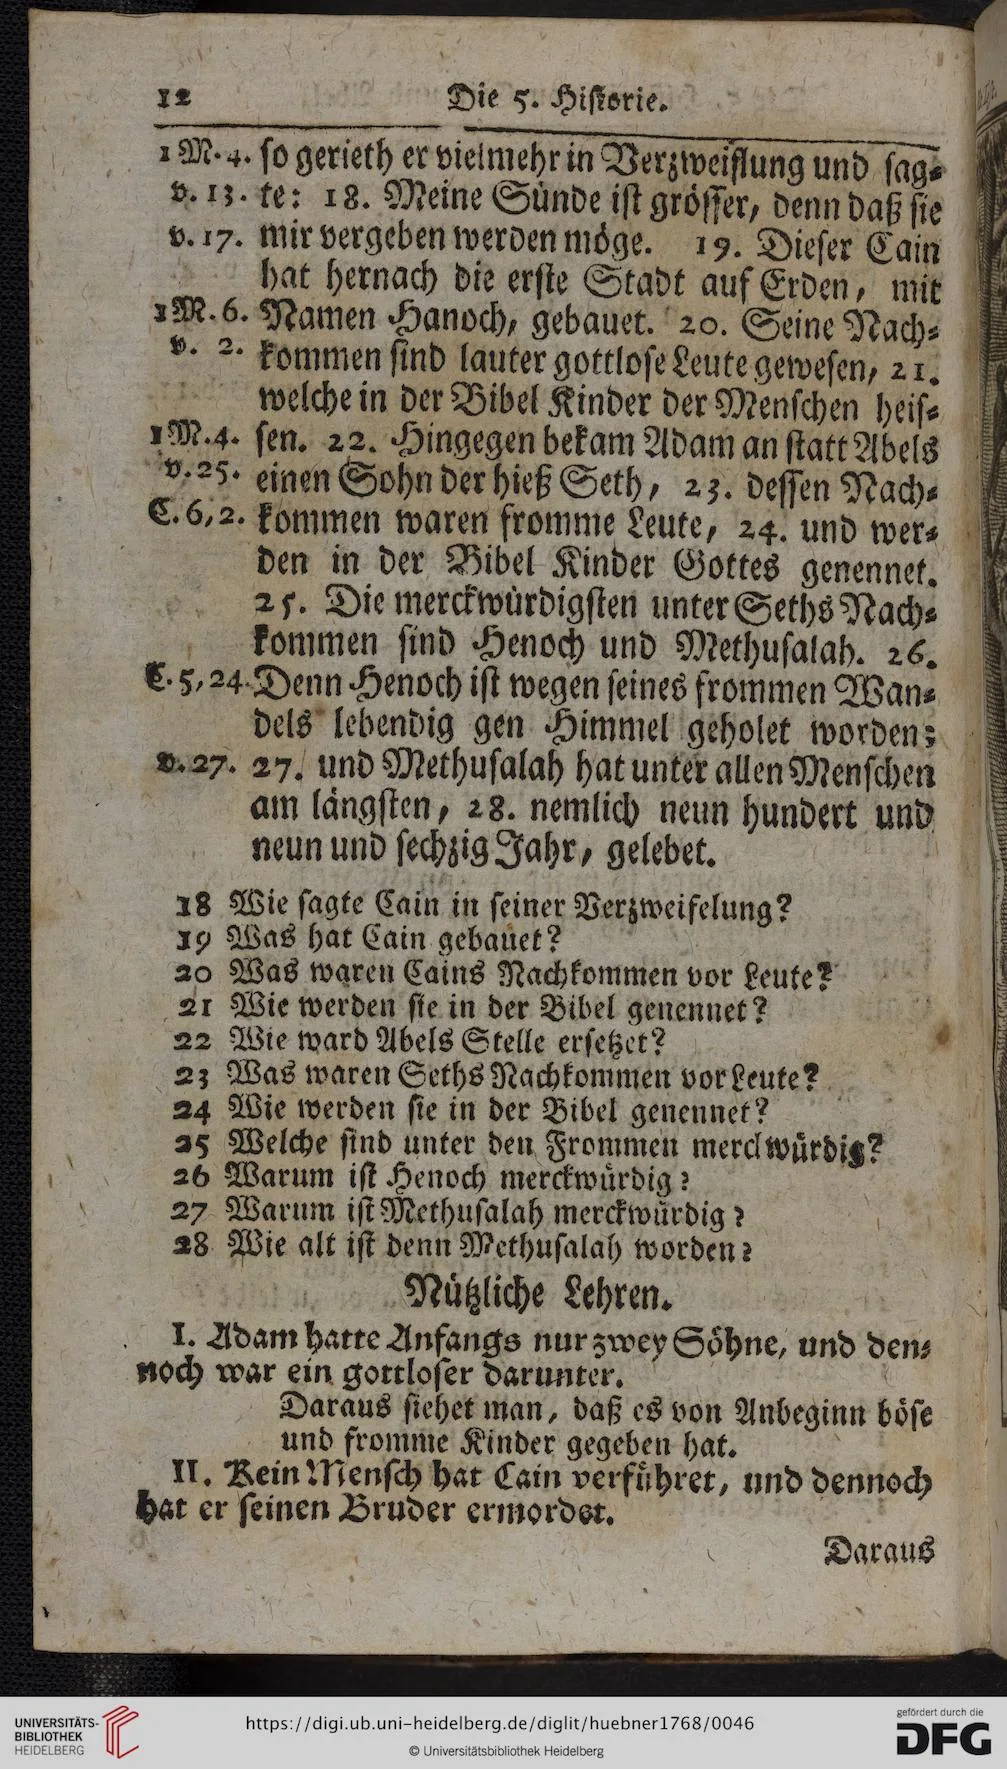 12 Die 5. Historie.
1 M. 4. so gerieth er vielmehr in Verzweiflung und sag-
v. 13. te: 18. Meine Sünde ist grösser, denn daß sie
v. 17. mir vergeben werden möge. 19. Dieser Cain
hat hernach die erste Stadt auf Erden, mit
1 M. 6. Namen Hanoch, gebauet. 20. Seine Nach-
v. 2. kommen sind lauter gottlose Leute gewesen, 21.
welche in der Bibel Kinder der Menschen heis-
1 M. 4. sen. 22. Hingegen bekam Adam an statt Abels
v. 25. einen Sohn der hieß Seth, 23. dessen Nach-
C. 6, 2. kommen waren fromme Leute, 24. und wer-
den in der Bibel Kinder Gottes genennet.
25. Die merckwürdigsten unter Seths Nach-
kommen sind Henoch und Methusalah. 26.
C. 5, 24. Denn Henoch ist wegen seines frommen Wan-
dels lebendig gen Himmel geholet worden;
v. 27. 27. und Methusalah hat unter allen Menschen
am längsten, 28. nemlich neun hundert und
neun und sechzig Jahr, gelebet.
18 Wie sagte Cain in seiner Verzweifelung?
19 Was hat Cain gebauet?
20 Was waren Cains Nachkommen vor Leute?
21 Wie werden sie in der Bibel genennet?
22 Wie ward Abels Stelle ersetzet?
23 Was waren Seths Nachkommen vor Leute?
24 Wie werden sie in der Bibel genennet?
25 Welche sind unter den Frommen merckwürdig?
26 Warum ist Henoch merckwürdig?
27 Warum ist Methusalah merckwürdig?
28 Wie alt ist denn Methusalah worden?
Nützliche Lehren.
I. Adam hatte Anfangs nur zwey Söhne, und den-
noch war ein gottloser darunter.
Daraus siehet man, daß es von Anbeginn böse
und fromme Kinder gegeben hat.
II. Kein Mensch hat Cain verführet, und dennoch
hat er seinen Bruder ermordet.
Daraus
UNIVERSITÄTS-
BIBLIOTHEK
HEIDELBERG
https://digi.ub.uni-heidelberg.de/diglit/huebner1768/0046
© Universitätsbibliothek Heidelberg
gefördert durch die
DFG